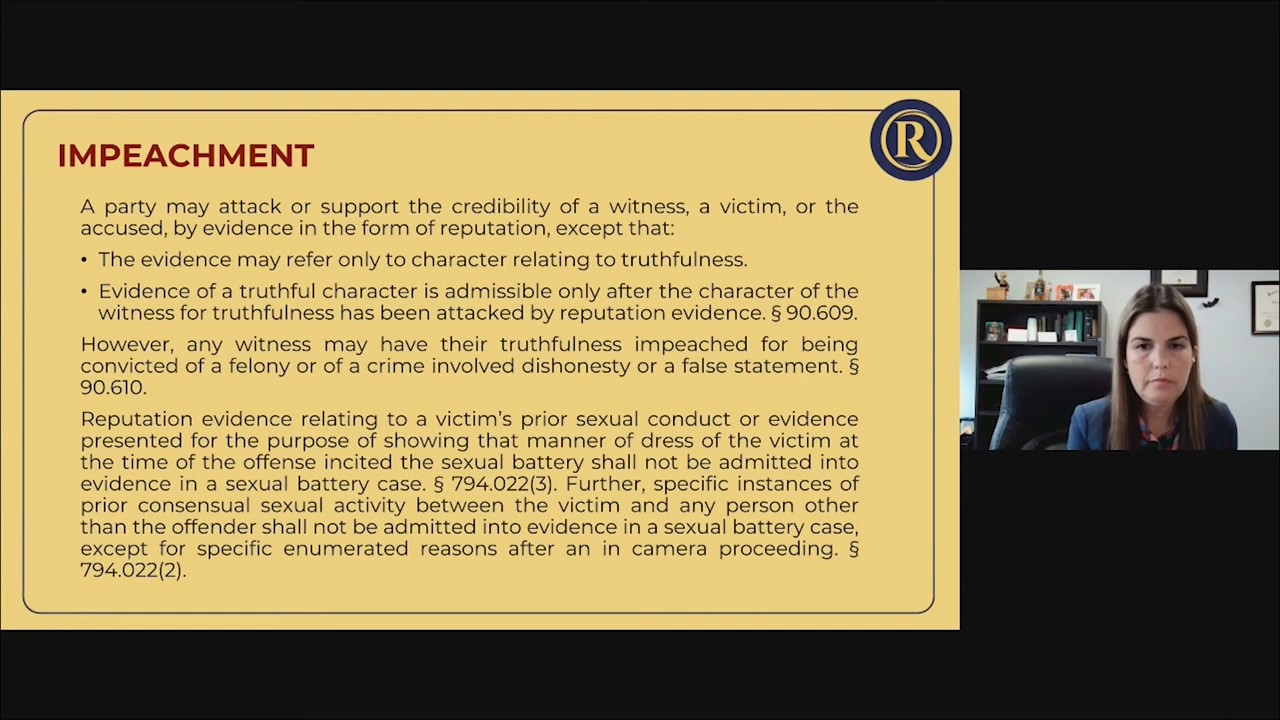 IMPEACHMENT
R
A party may attack or support the credibility of a witness, a victim, or the
accused, by evidence in the form of reputation, except that:
• The evidence may refer only to character relating to truthfulness.
• Evidence of a truthful character is admissible only after the character of the
witness for truthfulness has been attacked by reputation evidence. § 90.609.
However, any witness may have their truthfulness impeached for being
convicted of a felony or of a crime involved dishonesty or a false statement. §
90.610.
Reputation evidence relating to a victim’s prior sexual conduct or evidence
presented for the purpose of showing that manner of dress of the victim at
the time of the offense incited the sexual battery shall not be admitted into
evidence in a sexual battery case. § 794.022(3). Further, specific instances of
prior consensual sexual activity between the victim and any person other
than the offender shall not be admitted into evidence in a sexual battery case,
except for specific enumerated reasons after an in camera proceeding. §
794.022(2).